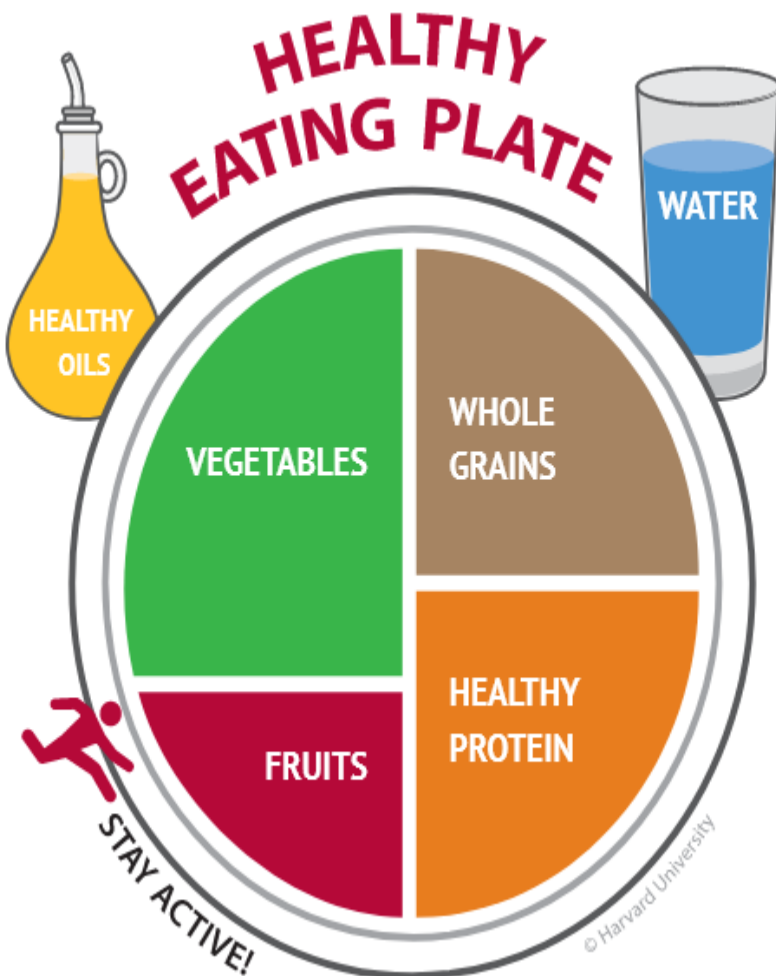 HEALTHY
EATING PLATE
HEALTHY
OILS
WATER
VEGETABLES
WHOLE
GRAINS
FRUITS
HEALTHY
PROTEIN
STAY ACTIVE!
© Harvard University